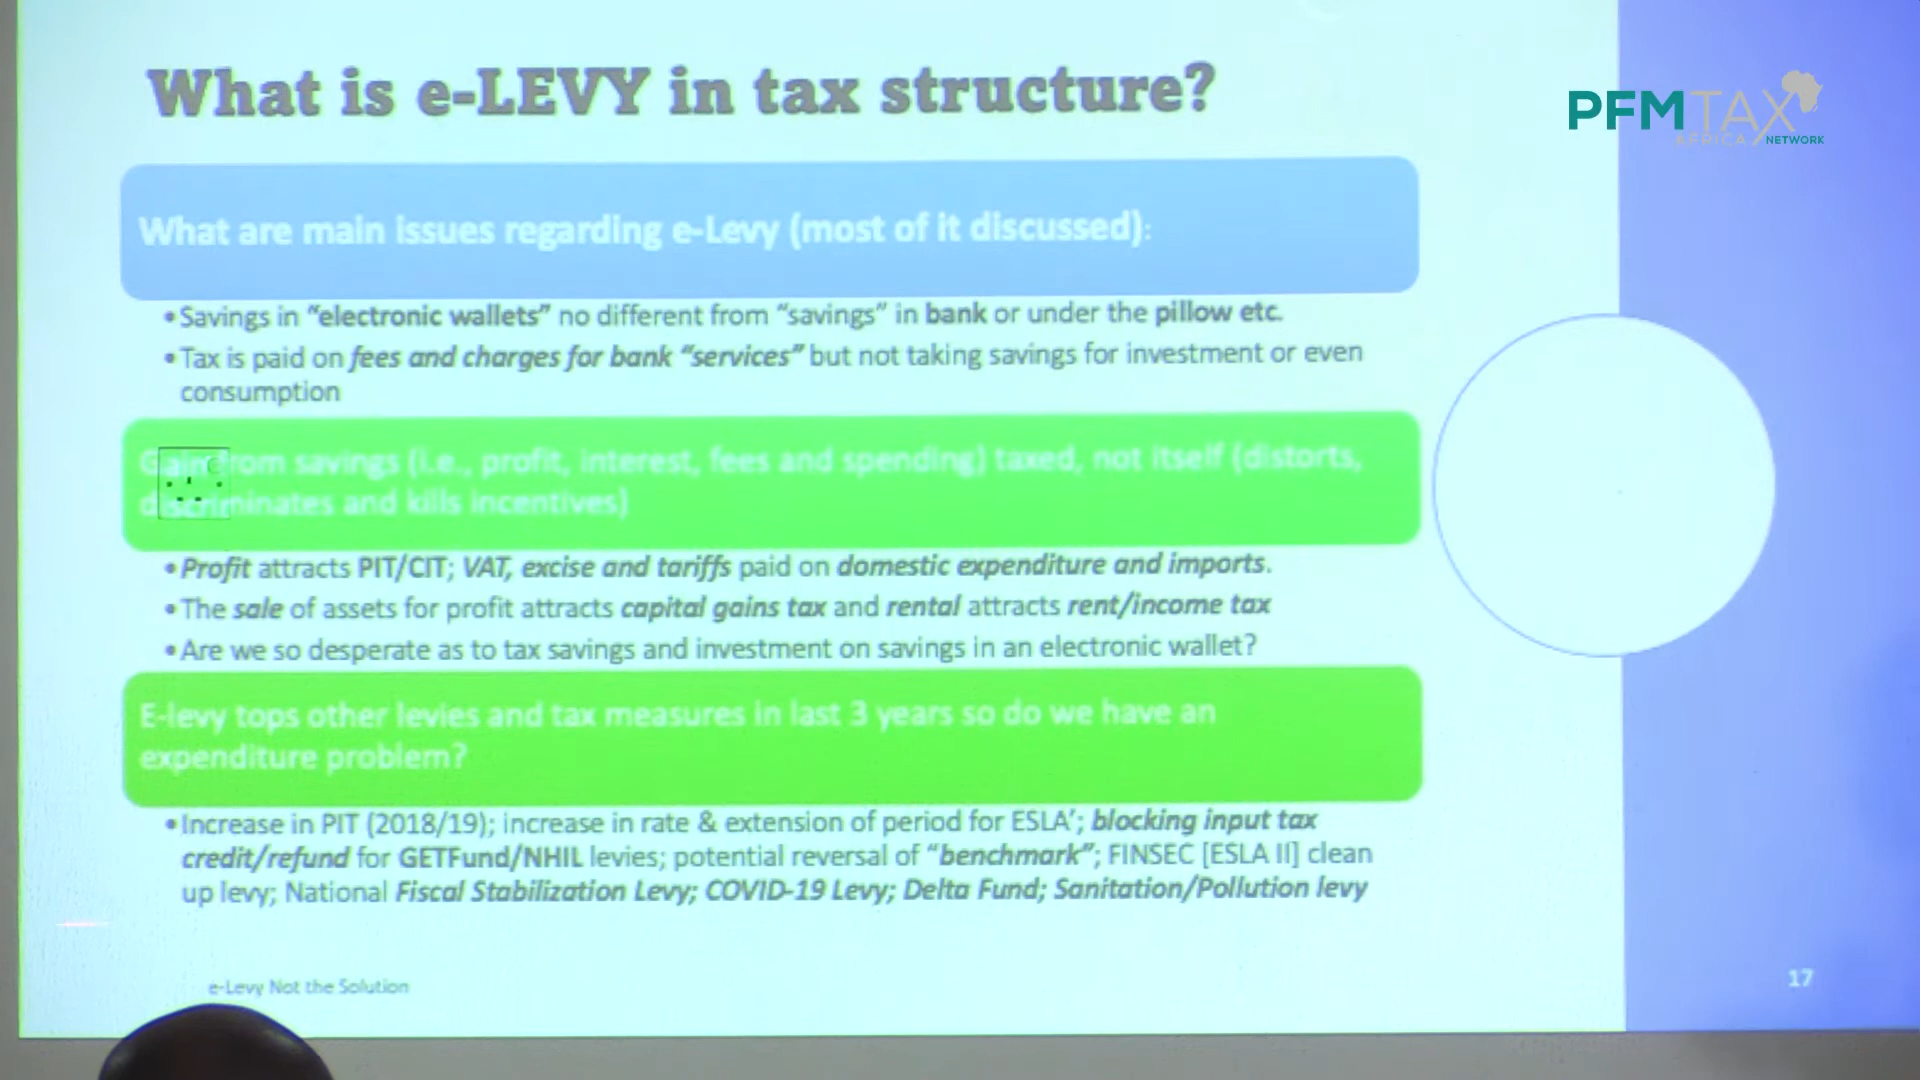 What is e-LEVY in tax structure?
PFMTAX
AFRICA NETWORK
What are main issues regarding e-Levy (most of it discussed):
•Savings in “electronic wallets” no different from “savings” in bank or under the pillow etc.
•Tax is paid on fees and charges for bank “services” but not taking savings for investment or even
consumption
from savings (i.e., profit, interest, fees and spending) taxed, not itself (distorts,
discriminates and kills incentives)
•Profit attracts PIT/CIT; VAT, excise and tariffs paid on domestic expenditure and imports.
•The sale of assets for profit attracts capital gains tax and rental attracts rent/income tax
•Are we so desperate as to tax savings and investment on savings in an electronic wallet?
E-levy tops other levies and tax measures in last 3 years so do we have an
expenditure problem?
•Increase in PIT (2018/19); increase in rate & extension of period for ESLA’; blocking input tax
credit/refund for GETFund/NHIL levies; potential reversal of “benchmark”; FINSEC [ESLA II] clean
up levy; National Fiscal Stabilization Levy; COVID-19 Levy; Delta Fund; Sanitation/Pollution levy
e-Levy Not the Solution
17